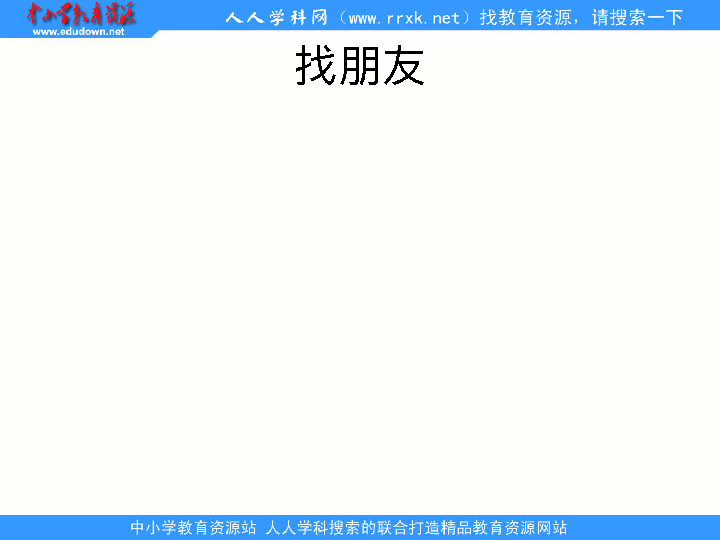 中小学教育资源
www.edudown.net
人人学科网（www.rrxk.net）找教育资源，请搜索一下
找朋友
中小学教育资源站 人人学科搜索的联合打造精品教育资源网站